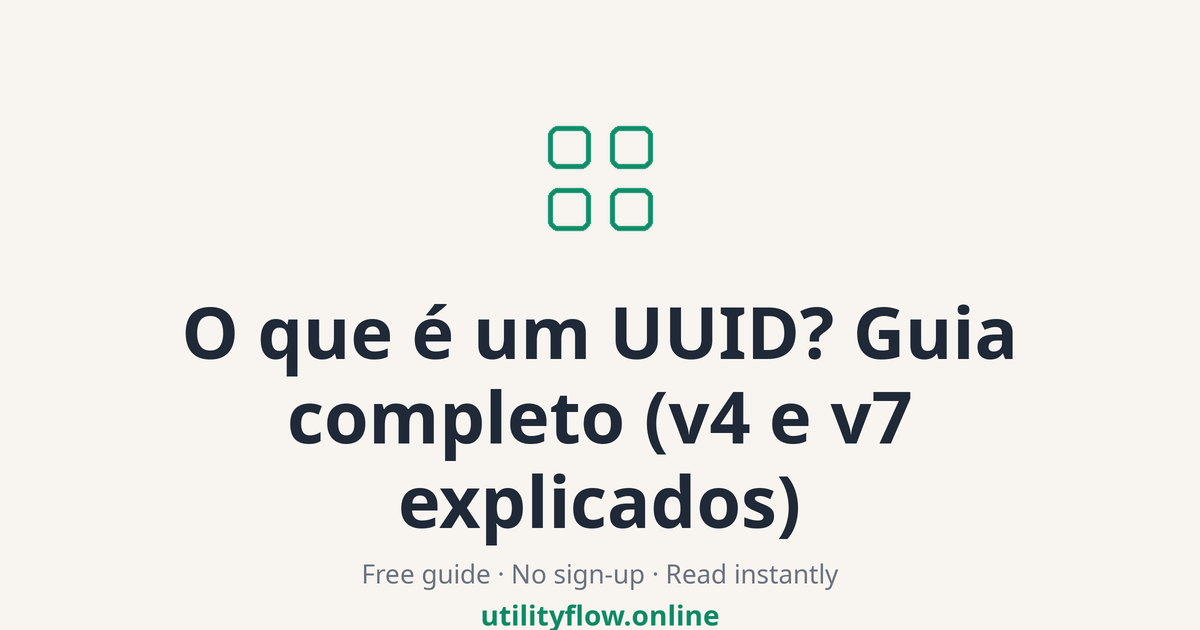 O que é um UUID? Guia
completo (v4 e v7
explicados)
Free guide · No sign-up · Read instantly
utilityflow.online